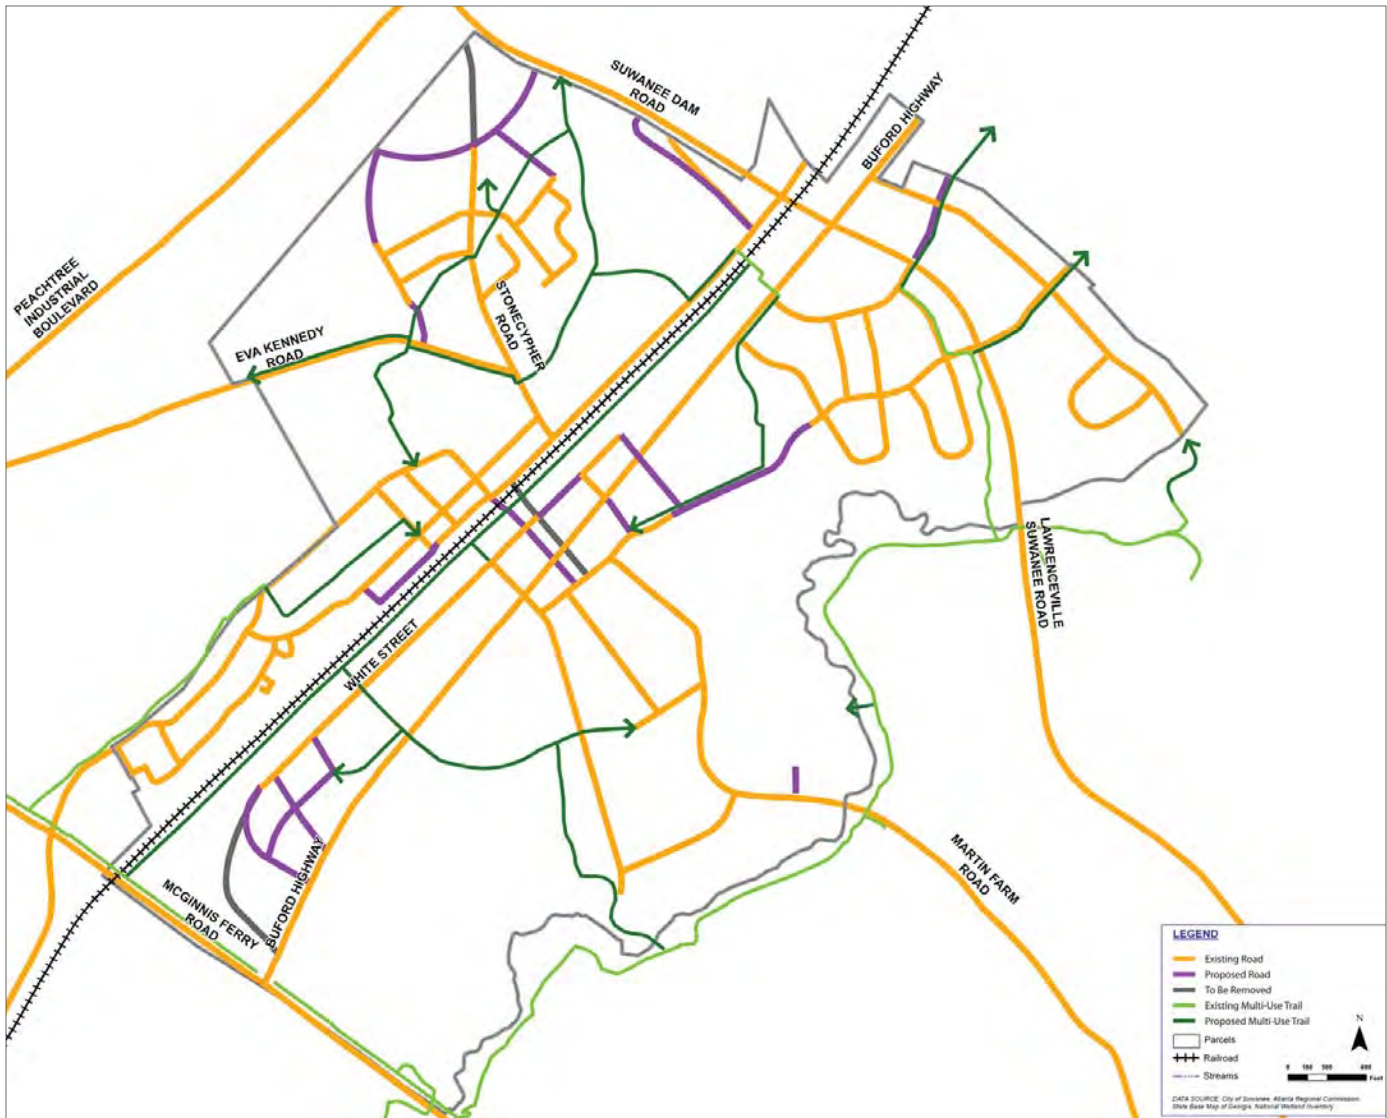 SUWANEE DAM
ROAD
BUFORD HIGHWAY
PEACHTREE
INDUSTRIAL
BOULEVARD
EVA KENNEDY
ROAD
STONECYPHER
ROAD
LAWRENCEVILLE
SUWANEE ROAD
WHITE STREET
BUFORD HIGHWAY
MCGINNIS FERRY
ROAD
MARTIN FARM
ROAD
LEGEND
Existing Road
Proposed Road
To Be Removed
Existing Multi-Use Trail
Proposed Multi-Use Trail
Parcels
Railroad
Streams
N
0
Feet
DATA SOURCE: City of Suwanee, Atlanta Regional Commission,
State Base Map of Georgia, National Wetland Inventory